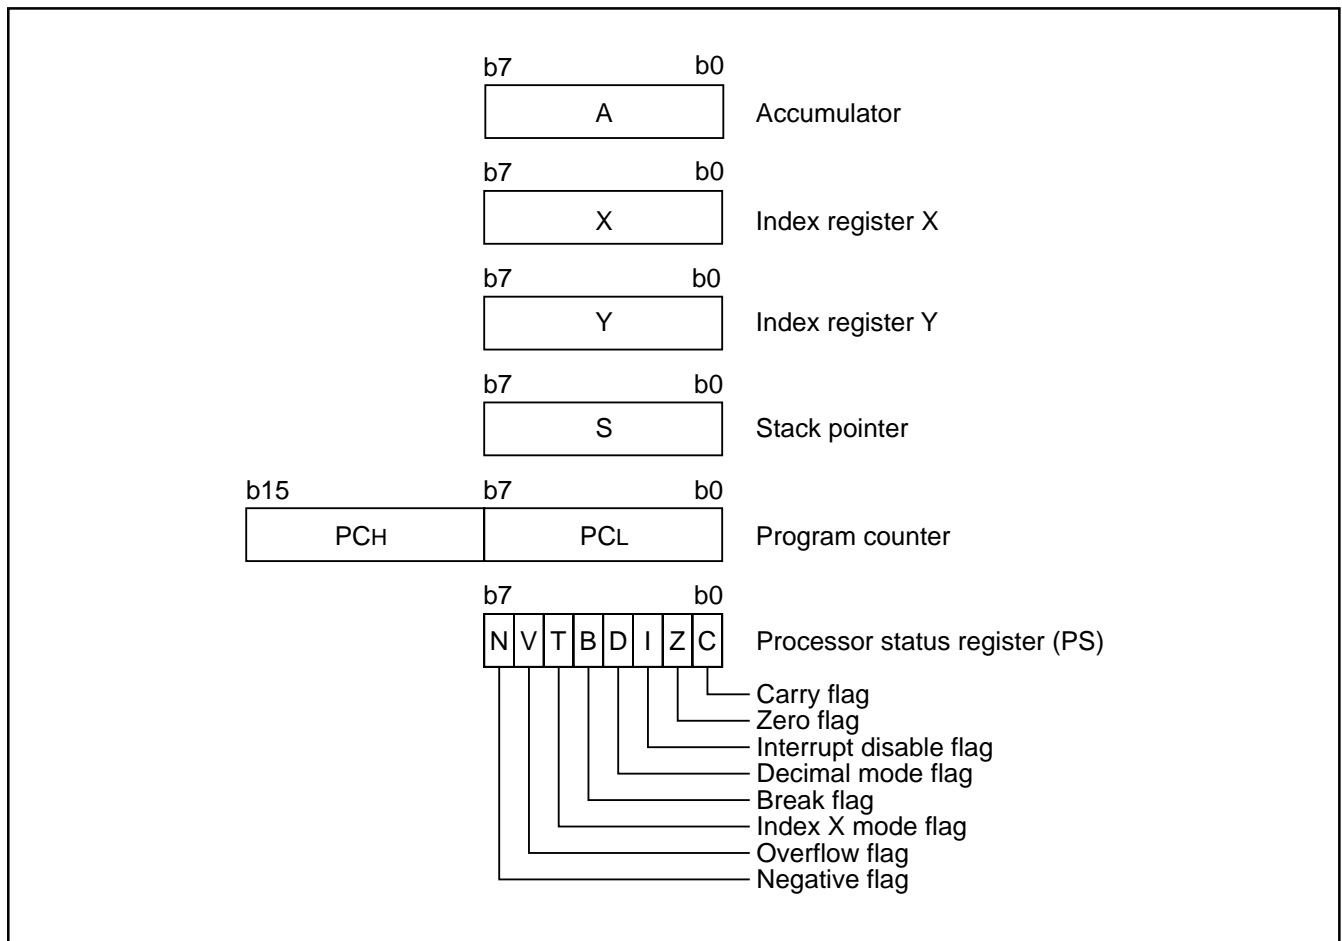 b7 b0
A Accumulator
b7 b0
X Index register X
b7 b0
Y Index register Y
b7 b0
S Stack pointer
b15 b7 b0
PCH PCL Program counter
b7 b0
N V T B D I Z C Processor status register (PS)
Carry flag
Zero flag
Interrupt disable flag
Decimal mode flag
Break flag
Index X mode flag
Overflow flag
Negative flag